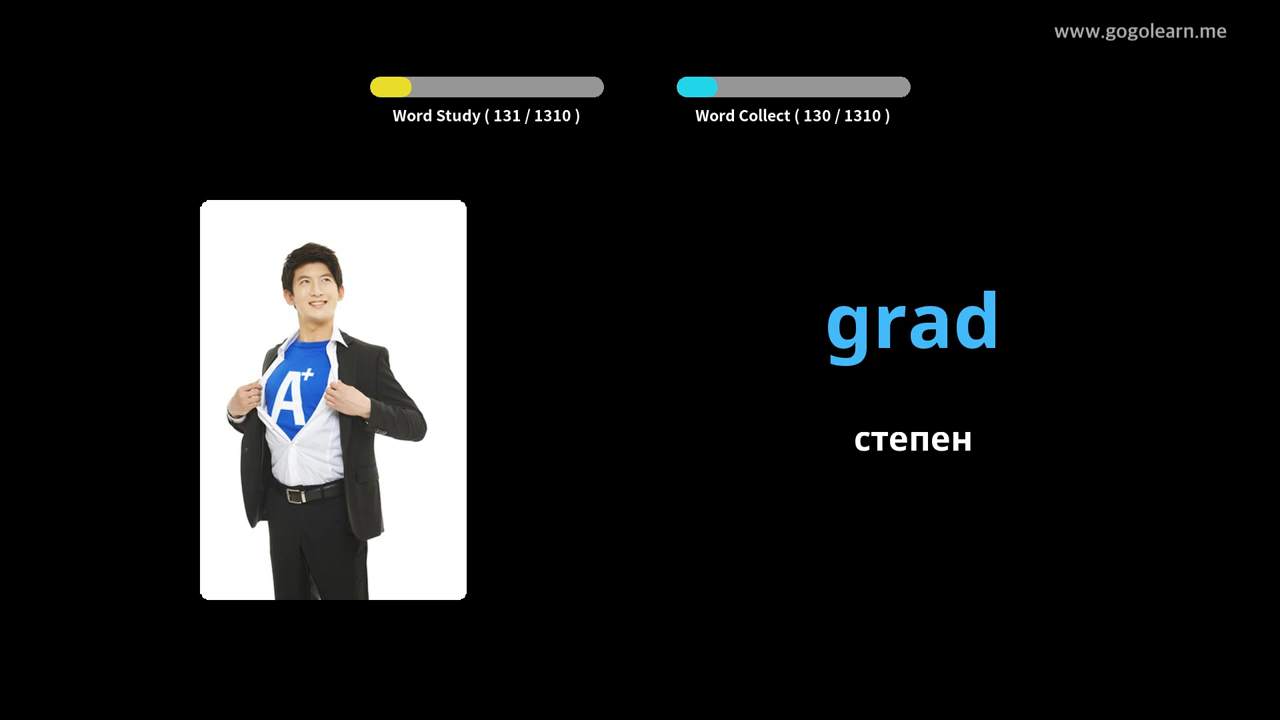 www.gogolearn.me
Word Study ( 131 / 1310 )
Word Collect ( 130 / 1310 )
A+
grad
степен